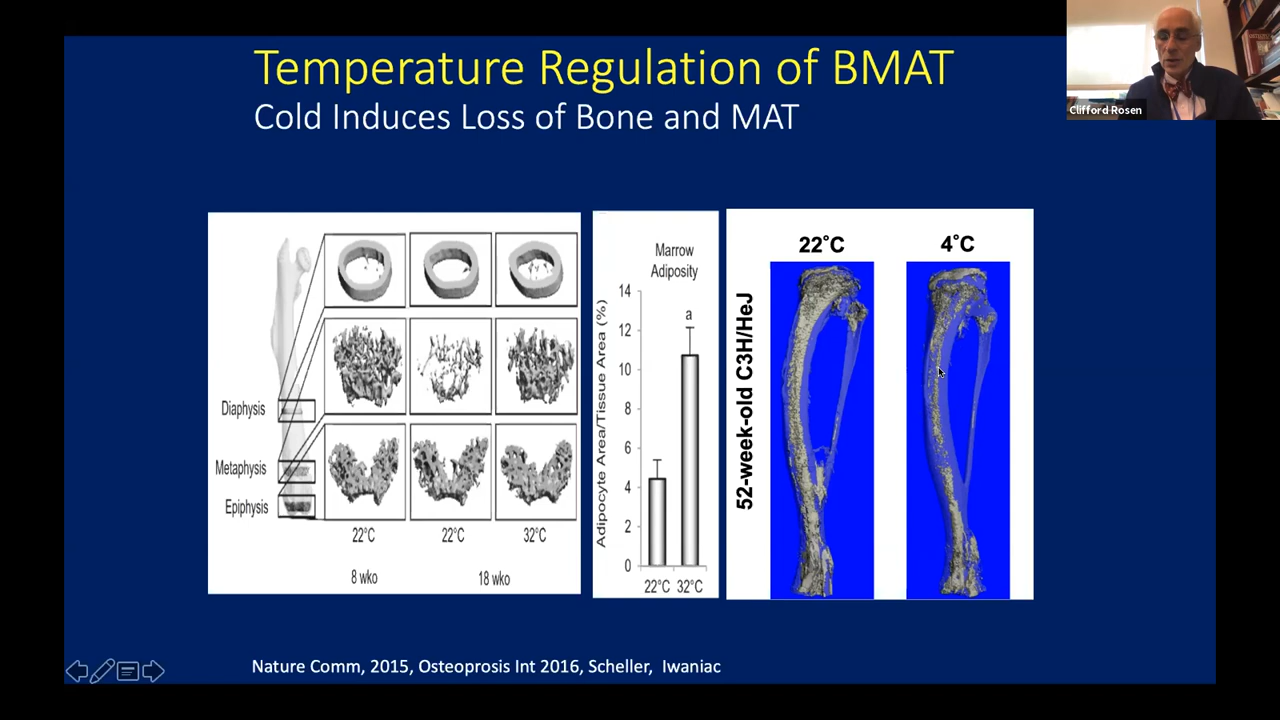 Temperature Regulation of BMAT
Cold Induces Loss of Bone and MAT
Clifford Rosen
Diaphysis
Metaphysis
Epiphysis
22°C
22°C
32°C
8 wko
18 wko
Marrow
Adiposity
Adipocyte Area/Tissue Area (%)
14
12
10
8
6
4
2
0
a
22°C
32°C
22°C
4°C
52-week-old C3H/HeJ
Nature Comm, 2015, Osteoprosis Int 2016, Scheller, Iwaniac